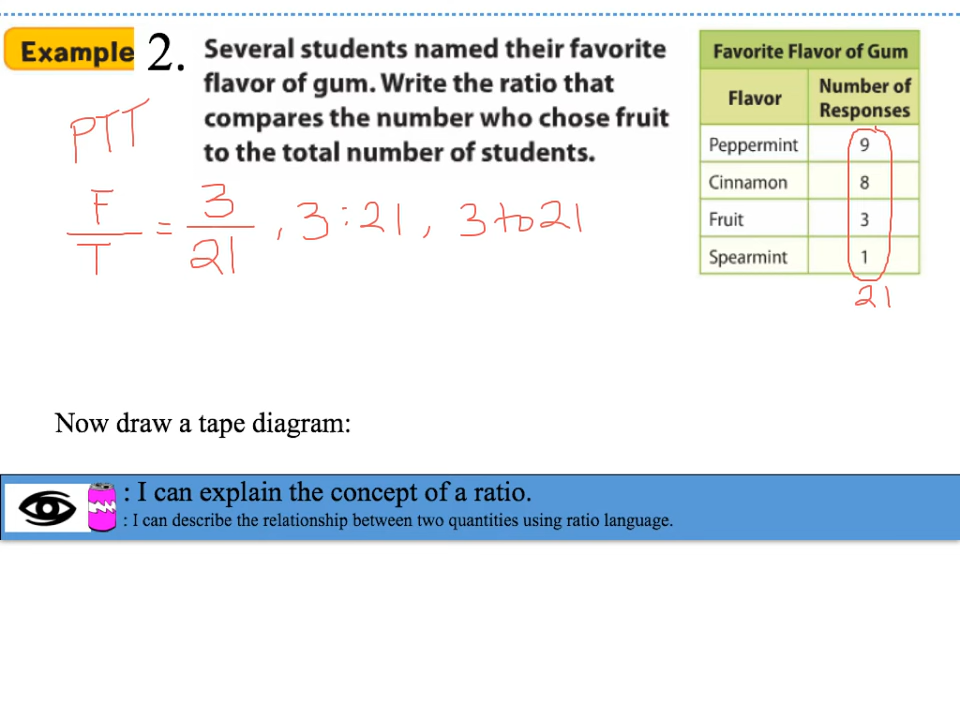 Example 2.
Several students named their favorite
flavor of gum. Write the ratio that
compares the number who chose fruit
to the total number of students.
PTT
F/T = 3/21 , 3:21 , 3 to 21
Favorite Flavor of Gum
Flavor Number of Responses
Peppermint 9
Cinnamon 8
Fruit 3
Spearmint 1
21
Now draw a tape diagram:
: I can explain the concept of a ratio.
: I can describe the relationship between two quantities using ratio language.